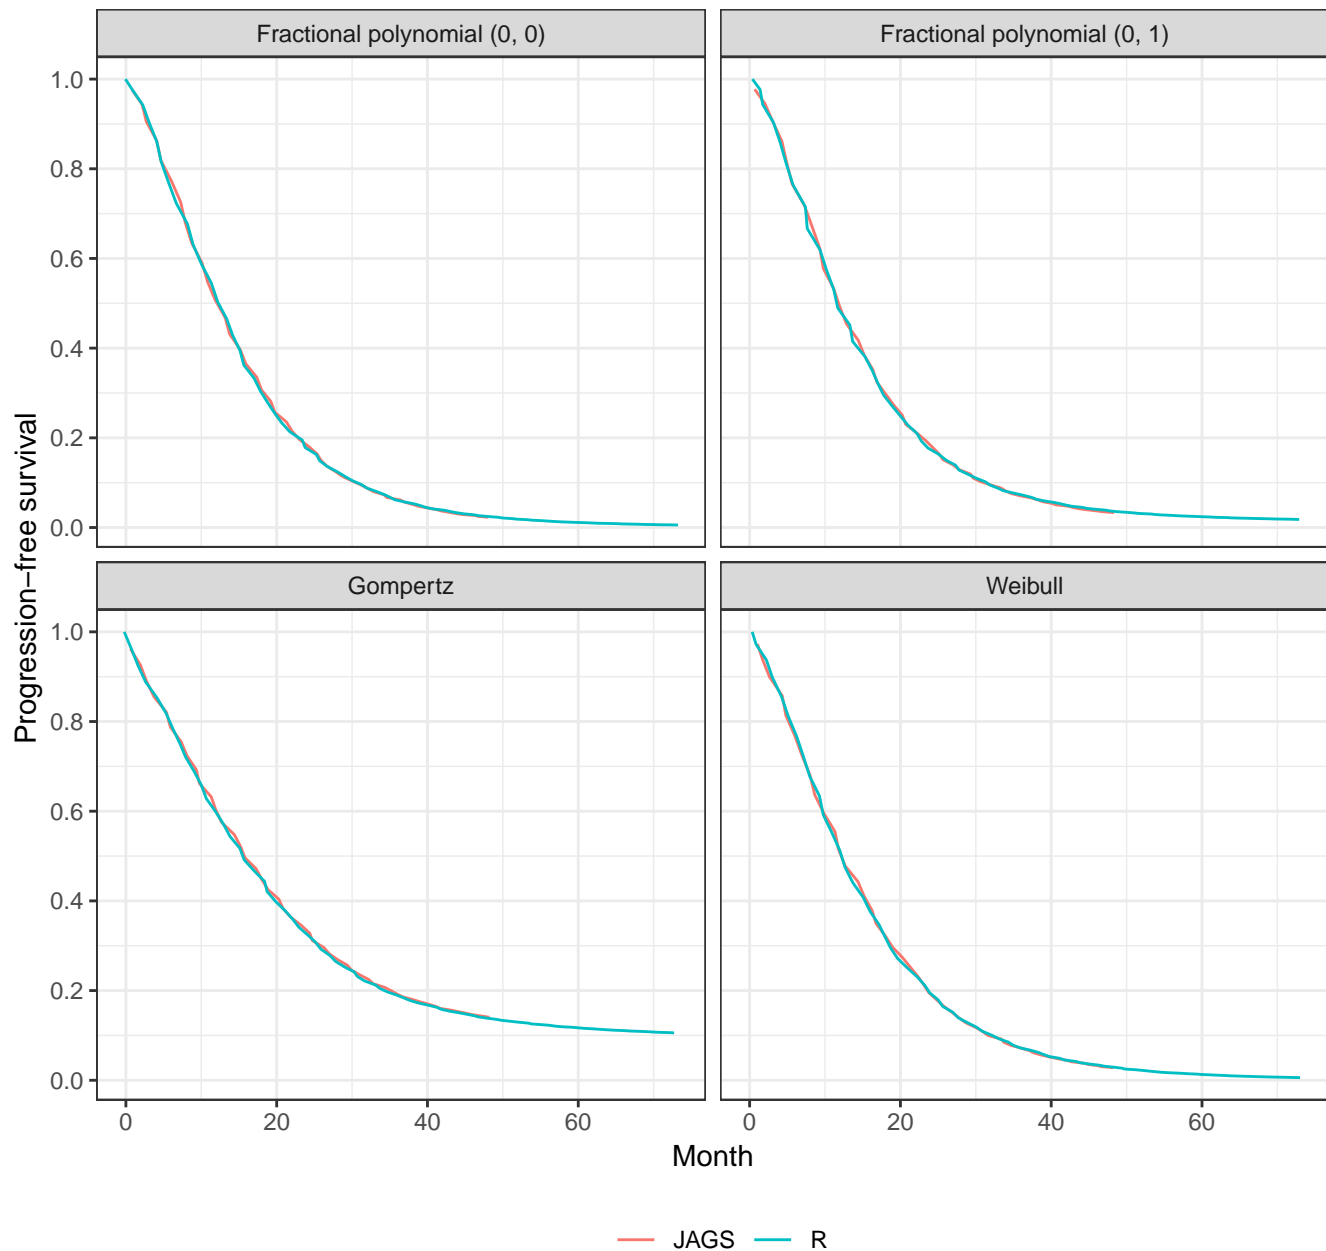 Fractional polynomial (0, 0)
Fractional polynomial (0, 1)
1.0
0.8
0.6
0.4
0.2
0.0
Gompertz
Weibull
1.0
0.8
0.6
0.4
0.2
0.0
0 20 40 60
0 20 40 60
Progression−free survival
Month
JAGS R